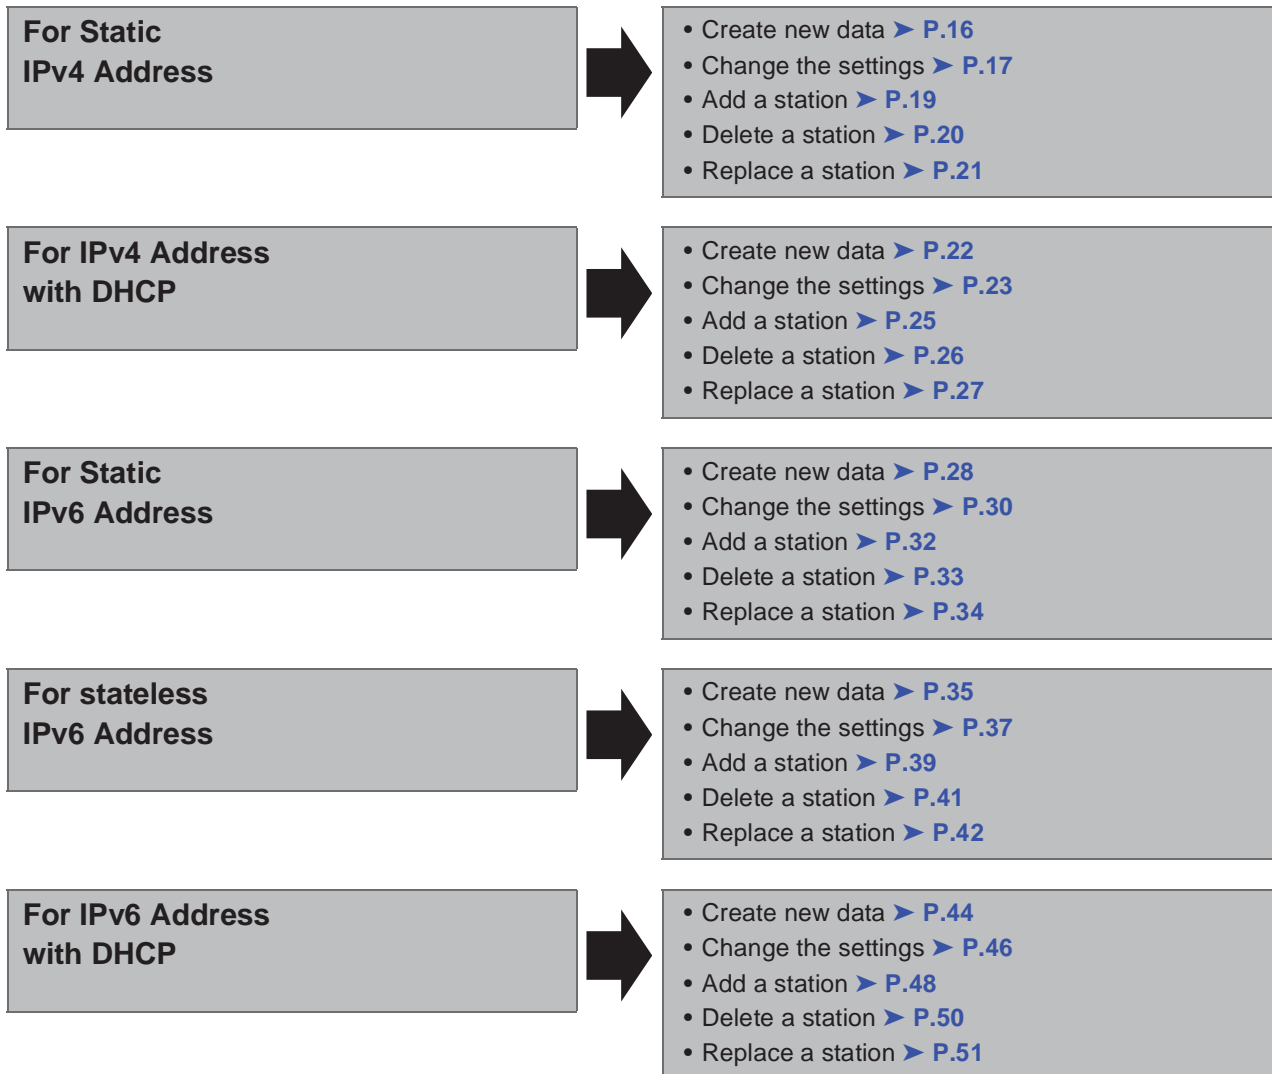 For Static
IPv4 Address
• Create new data ➤ P.16
• Change the settings ➤ P.17
• Add a station ➤ P.19
• Delete a station ➤ P.20
• Replace a station ➤ P.21
For IPv4 Address
with DHCP
• Create new data ➤ P.22
• Change the settings ➤ P.23
• Add a station ➤ P.25
• Delete a station ➤ P.26
• Replace a station ➤ P.27
For Static
IPv6 Address
• Create new data ➤ P.28
• Change the settings ➤ P.30
• Add a station ➤ P.32
• Delete a station ➤ P.33
• Replace a station ➤ P.34
For stateless
IPv6 Address
• Create new data ➤ P.35
• Change the settings ➤ P.37
• Add a station ➤ P.39
• Delete a station ➤ P.41
• Replace a station ➤ P.42
For IPv6 Address
with DHCP
• Create new data ➤ P.44
• Change the settings ➤ P.46
• Add a station ➤ P.48
• Delete a station ➤ P.50
• Replace a station ➤ P.51